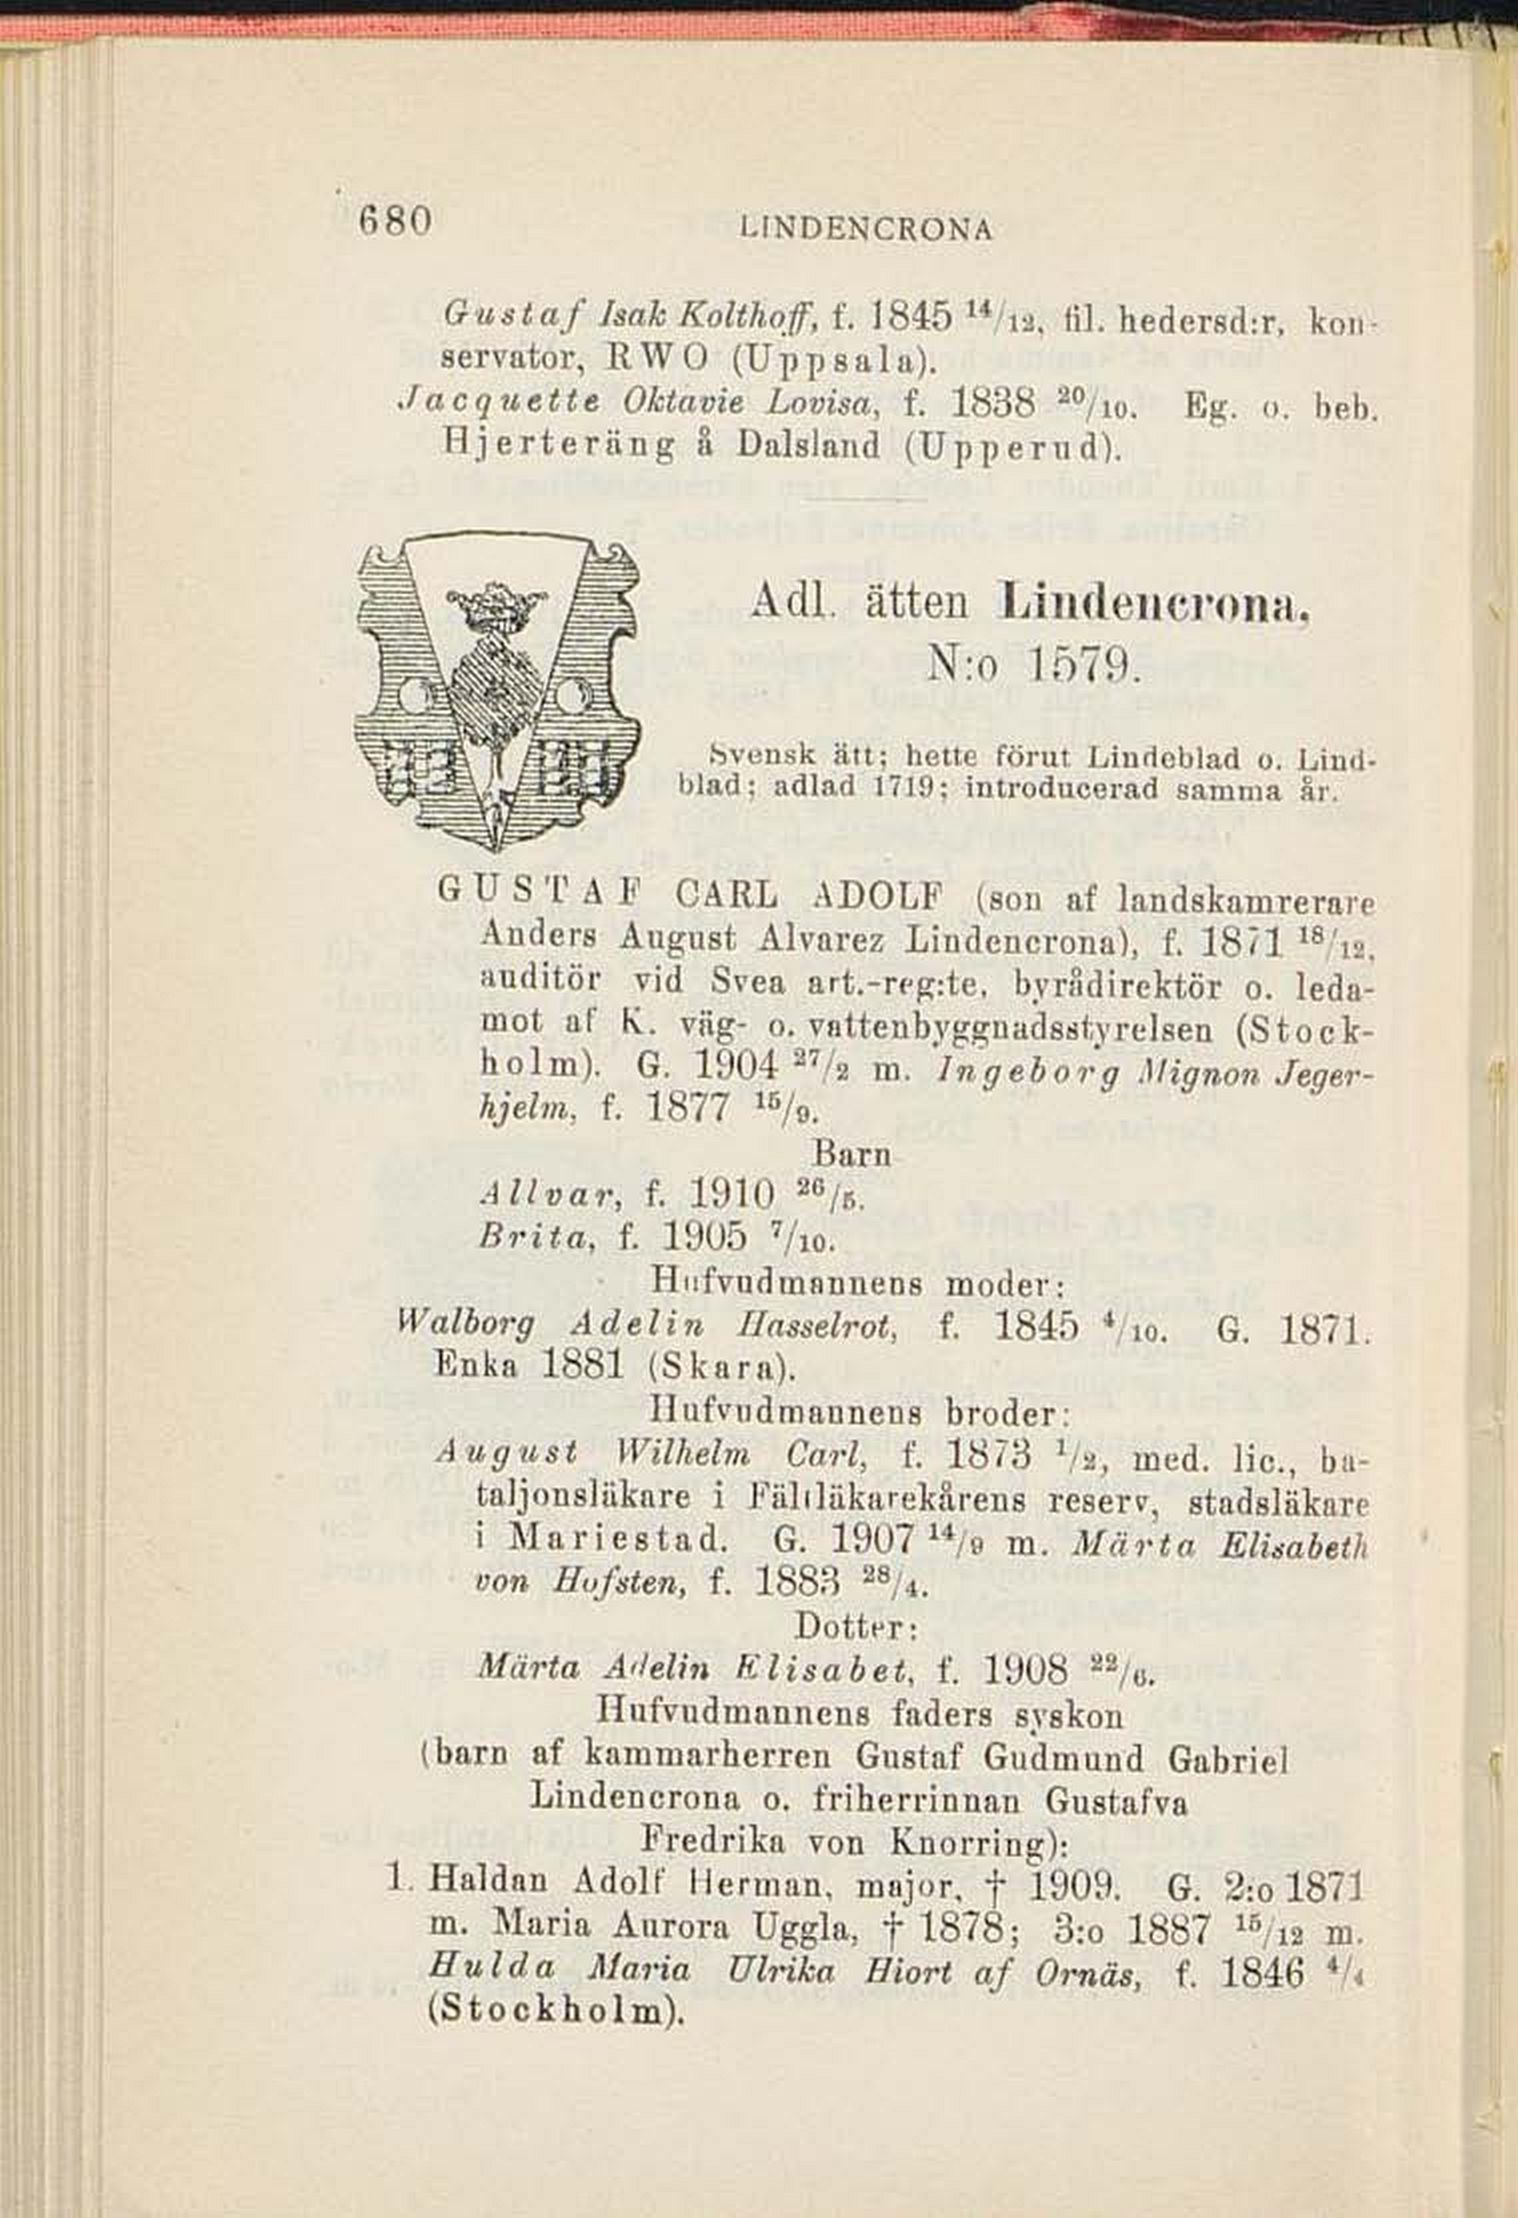 680
LINDENCRONA
Gustaf Isak Kolthoff, f. 1845 14/12, fil. hedersd:r, kon-
servator, RWO (Uppsala).
Jacquette Oktavie Lovisa, f. 1838 20/10. Eg. o. beb.
Hjerteräng å Dalsland (Upperud).
Adl. ätten Lindencrona,
N:o 1579.
Svensk ätt; hette förut Lindeblad o. Lind-
blad; adlad 1719; introducerad samma år.
GUSTAF CARL ADOLF (son af landskamrerare
Anders August Alvarez Lindencrona), f. 1871 18/12,
auditör vid Svea art.-reg:te, byrådirektör o. leda-
mot af K. väg- o. vattenbyggnadsstyrelsen (Stock-
holm). G. 1904 27/2 m. Ingeborg Mignon Jeger-
hjelm, f. 1877 15/9.
Barn
Allvar, f. 1910 26/5.
Brita, f. 1905 7/10.
Hufvudmannens moder:
Walborg Adelin Hasselrot, f. 1845 4/10. G. 1871.
Enka 1881 (Skara).
Hufvudmannens broder:
August Wilhelm Carl, f. 1873 1/2, med. lic., ba-
taljonsläkare i Fältläkarekårens reserv, stadsläkare
i Mariestad. G. 1907 14/9 m. Märta Elisabeth
von Hofsten, f. 1883 28/4.
Dotter:
Märta Adelin Elisabet, f. 1908 22/6.
Hufvudmannens faders syskon
(barn af kammarherren Gustaf Gudmund Gabriel
Lindencrona o. friherrinnan Gustafva
Fredrika von Knorring):
1. Haldan Adolf Herman, major, † 1909. G. 2:o 1871
m. Maria Aurora Uggla, † 1878; 3:o 1887 15/12 m.
Hulda Maria Ulrika Hiort af Ornäs, f. 1846 4/4
(Stockholm).